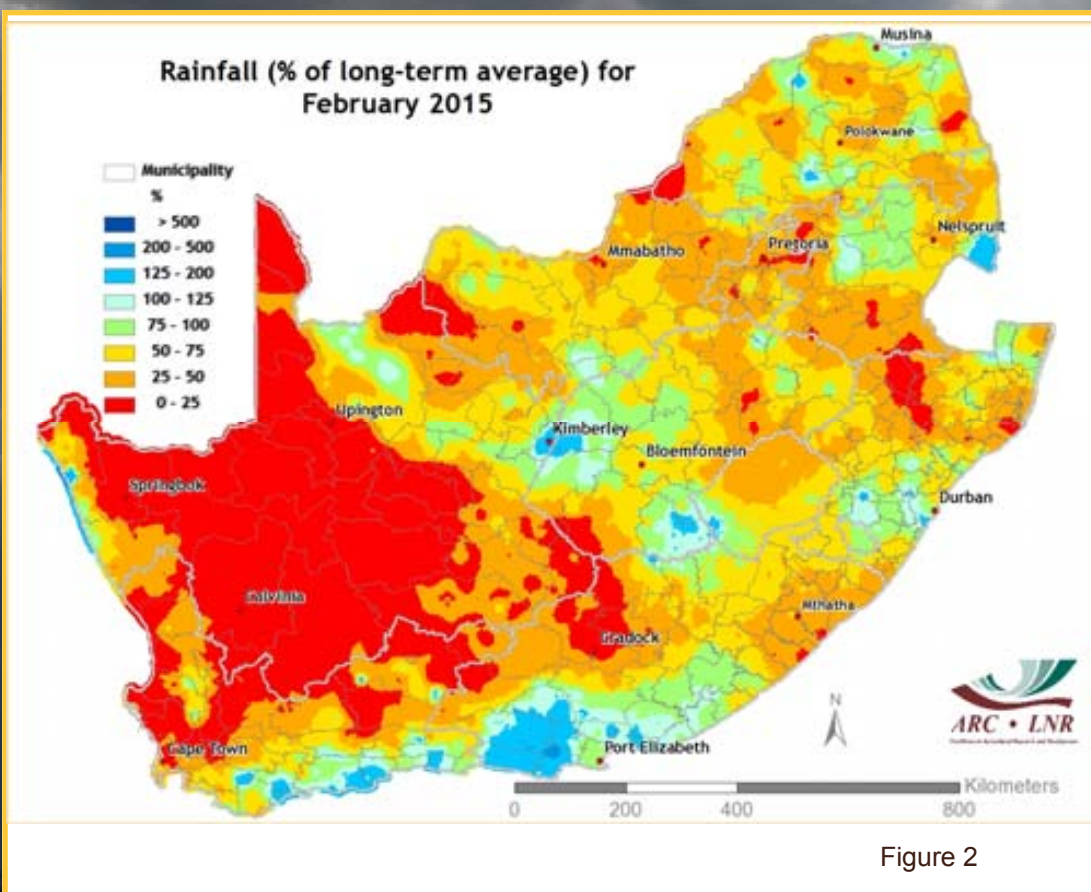 Rainfall (% of long-term average) for
February 2015
Municipality
%
> 500
200 - 500
125 - 200
100 - 125
75 - 100
50 - 75
25 - 50
0 - 25
Musina
Polokwane
Nelspruit
Pretoria
Mmabatho
Upington
Kimberley
Bloemfontein
Springbok
Durban
Calvinia
Mthatha
Cradock
Cape Town
Port Elizabeth
N
ARC • LNR
Kilometers
0 200 400 800
Figure 2